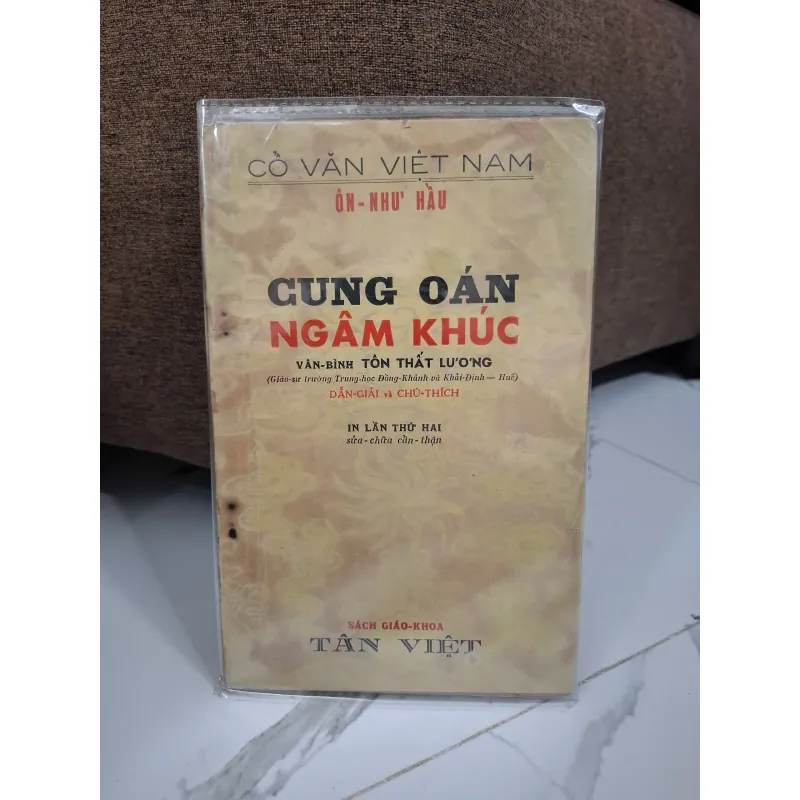 CỔ VĂN VIỆT NAM
ÔN-NHƯ HẦU
CUNG OÁN
NGÂM KHÚC
VÂN-BÌNH TÔN THẤT LƯƠNG
(Giáo-sư trường Trung-học Đồng-Khánh và Khải-Định — Huế)
DẪN-GIẢI và CHÚ-THÍCH
IN LẦN THỨ HAI
sửa-chữa cẩn-thận
SÁCH GIÁO-KHOA
TÂN VIỆT